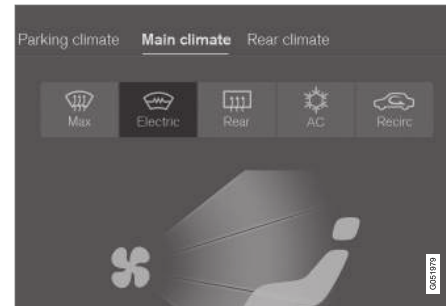 Parking climate Main climate Rear climate
Max Electric Rear AC Recirc
G051979